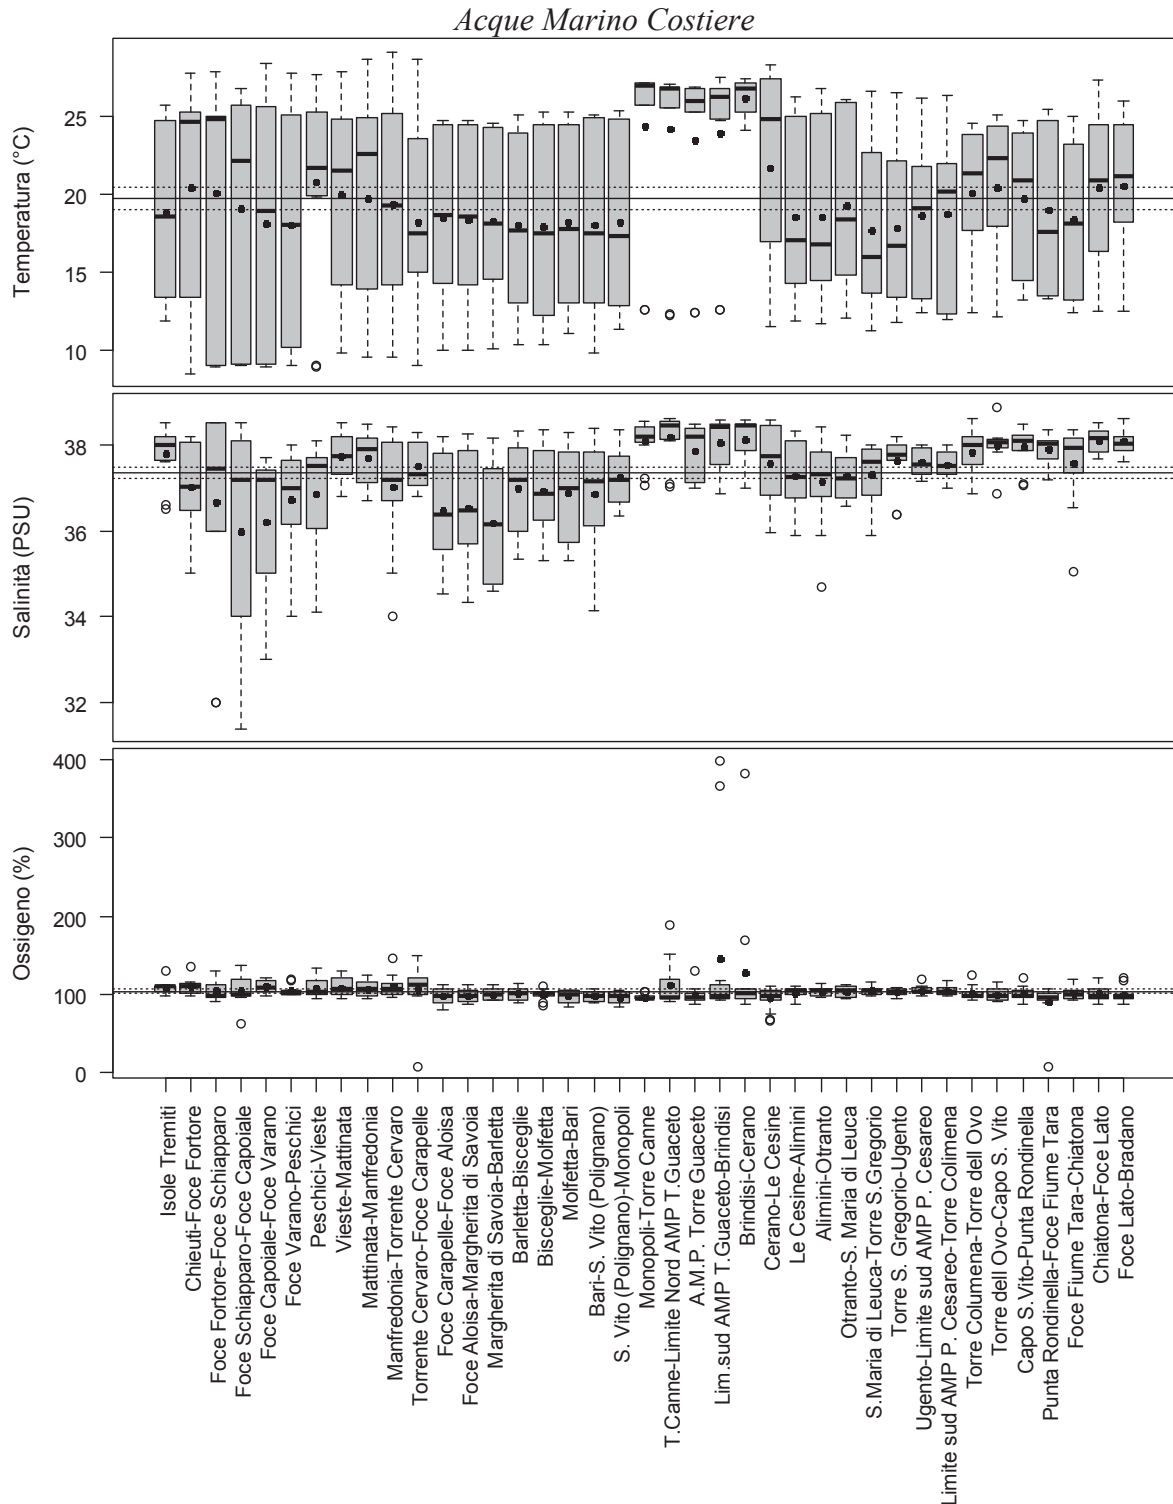 Acque Marino Costiere
Temperatura (°C)
25
20
15
10
Salinità (PSU)
38
36
34
32
Ossigeno (%)
400
300
200
100
0
Isole Tremiti
Chieuti-Foce Fortore
Foce Fortore-Foce Schiapparo
Foce Schiapparo-Foce Capoiale
Foce Capoiale-Foce Varano
Foce Varano-Peschici
Peschici-Vieste
Vieste-Mattinata
Mattinata-Manfredonia
Manfredonia-Torrente Cervaro
Torrente Cervaro-Foce Carapelle
Foce Carapelle-Foce Aloisa
Foce Aloisa-Margherita di Savoia
Margherita di Savoia-Barletta
Barletta-Bisceglie
Bisceglie-Molfetta
Molfetta-Bari
Bari-S. Vito (Polignano)
S. Vito (Polignano)-Monopoli
Monopoli-Torre Canne
T.Canne-Limite Nord AMP T.Guaceto
A.M.P. Torre Guaceto
Lim.sud AMP T.Guaceto-Brindisi
Brindisi-Cerano
Cerano-Le Cesine
Le Cesine-Alimini
Alimini-Otranto
Otranto-S. Maria di Leuca
S.Maria di Leuca-Torre S.Gregorio
Torre S. Gregorio-Ugento
Ugento-Limite sud AMP P. Cesareo
Limite sud AMP P. Cesareo-Torre Colimena
Torre Columena-Torre dell Ovo
Torre dell Ovo-Capo S. Vito
Capo S.Vito-Punta Rondinella
Punta Rondinella-Foce Fiume Tara
Foce Fiume Tara-Chiatona
Chiatona-Foce Lato
Foce Lato-Bradano